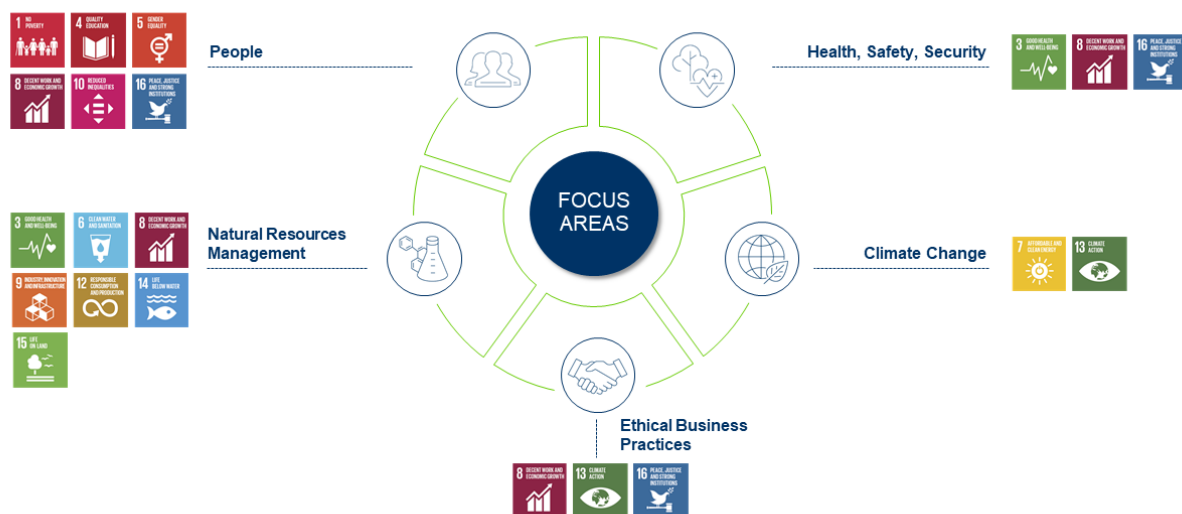 1 NO
POVERTY
4 QUALITY
EDUCATION
5 GENDER
EQUALITY
8 DECENT WORK AND
ECONOMIC GROWTH
10 REDUCED
INEQUALITIES
16 PEACE, JUSTICE
AND STRONG
INSTITUTIONS
People
Health, Safety, Security
3 GOOD HEALTH
AND WELL-BEING
8 DECENT WORK AND
ECONOMIC GROWTH
16 PEACE, JUSTICE
AND STRONG
INSTITUTIONS
FOCUS
AREAS
3 GOOD HEALTH
AND WELL-BEING
6 CLEAN WATER
AND SANITATION
8 DECENT WORK AND
ECONOMIC GROWTH
9 INDUSTRY, INNOVATION
AND INFRASTRUCTURE
12 RESPONSIBLE
CONSUMPTION
AND PRODUCTION
14 LIFE
BELOW WATER
15 LIFE
ON LAND
Natural Resources
Management
Climate Change
7 AFFORDABLE AND
CLEAN ENERGY
13 CLIMATE
ACTION
Ethical Business
Practices
8 DECENT WORK AND
ECONOMIC GROWTH
13 CLIMATE
ACTION
16 PEACE, JUSTICE
AND STRONG
INSTITUTIONS